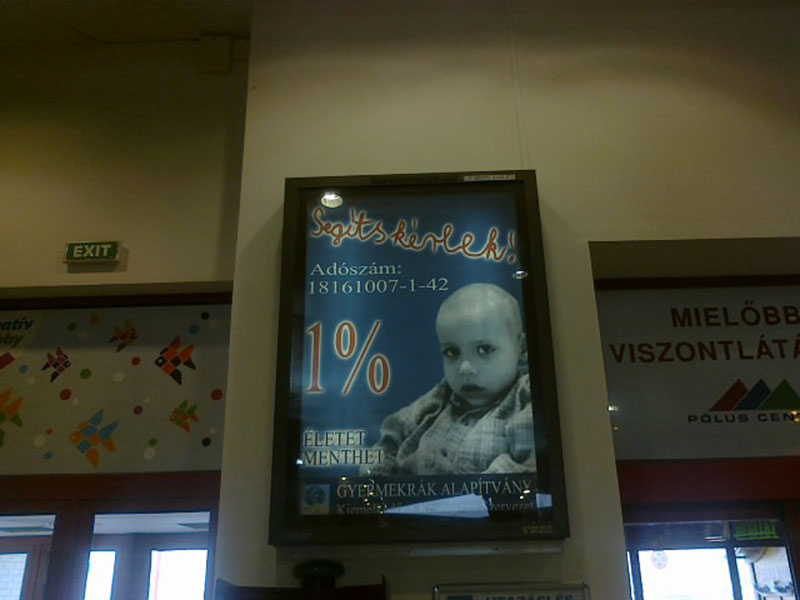 Segíts kérlek!
Adószám:
18161007-1-42
1%
ÉLETET
MENTHET
GYERMEKRÁK ALAPÍTVÁNY
EXIT
MIELŐBB
VISZONTLÁTÁ
PÓLUS CEN